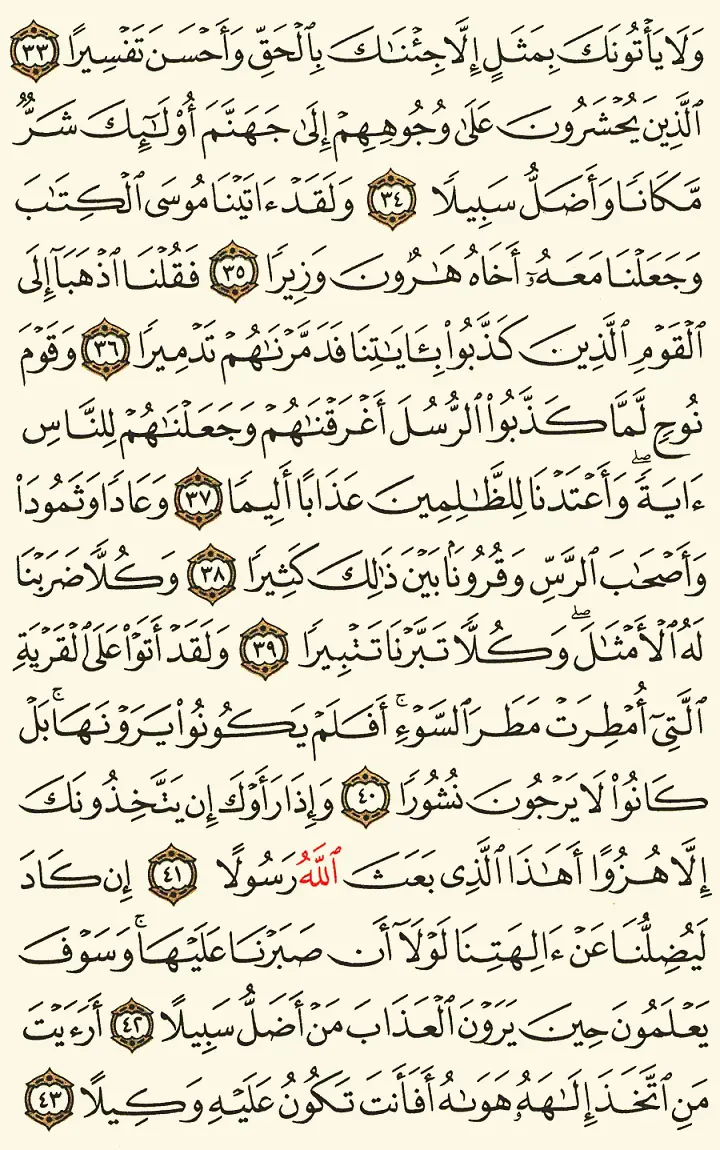 وَلَا يَأْتُونَكَ بِمَثَلٍ إِلَّا جِئْنَٰكَ بِٱلْحَقِّ وَأَحْسَنَ تَفْسِيرًا ٣٣
ٱلَّذِينَ يُحْشَرُونَ عَلَىٰ وُجُوهِهِمْ إِلَىٰ جَهَنَّمَ أُو۟لَٰٓئِكَ شَرٌّ
مَّكَانًا وَأَضَلُّ سَبِيلًا ٣٤ وَلَقَدْ ءَاتَيْنَا مُوسَى ٱلْكِتَٰبَ
وَجَعَلْنَا مَعَهُۥٓ أَخَاهُ هَٰرُونَ وَزِيرًا ٣٥ فَقُلْنَا ٱذْهَبَآ إِلَى
ٱلْقَوْمِ ٱلَّذِينَ كَذَّبُوا۟ بِـَٔايَٰتِنَا فَدَمَّرْنَٰهُمْ تَدْمِيرًا ٣٦ وَقَوْمَ
نُوحٍ لَّمَّا كَذَّبُوا۟ ٱلرُّسُلَ أَغْرَقْنَٰهُمْ وَجَعَلْنَٰهُمْ لِلنَّاسِ
ءَايَةً ۖ وَأَعْتَدْنَا لِلظَّٰلِمِينَ عَذَابًا أَلِيمًا ٣٧ وَعَادًا وَثَمُودَا۟
وَأَصْحَٰبَ ٱلرَّسِّ وَقُرُونًۢا بَيْنَ ذَٰلِكَ كَثِيرًا ٣٨ وَكُلًّا ضَرَبْنَا
لَهُ ٱلْأَمْثَٰلَ ۖ وَكُلًّا تَبَّرْنَا تَتْبِيرًا ٣٩ وَلَقَدْ أَتَوْا۟ عَلَى ٱلْقَرْيَةِ
ٱلَّتِىٓ أُمْطِرَتْ مَطَرَ ٱلسَّوْءِ ۚ أَفَلَمْ يَكُونُوا۟ يَرَوْنَهَا ۚ بَلْ
كَانُوا۟ لَا يَرْجُونَ نُشُورًا ٤٠ وَإِذَا رَأَوْكَ إِن يَتَّخِذُونَكَ
إِلَّا هُزُوًا أَهَٰذَا ٱلَّذِى بَعَثَ ٱللَّهُ رَسُولًا ٤١ إِن كَادَ
لَيُضِلُّنَا عَنْ ءَالِهَتِنَا لَوْلَآ أَن صَبَرْنَا عَلَيْهَا ۚ وَسَوْفَ
يَعْلَمُونَ حِينَ يَرَوْنَ ٱلْعَذَابَ مَنْ أَضَلُّ سَبِيلًا ٤٢ أَرَءَيْتَ
مَنِ ٱتَّخَذَ إِلَٰهَهُۥ هَوَىٰهُ أَفَأَنتَ تَكُونُ عَلَيْهِ وَكِيلًا ٤٣